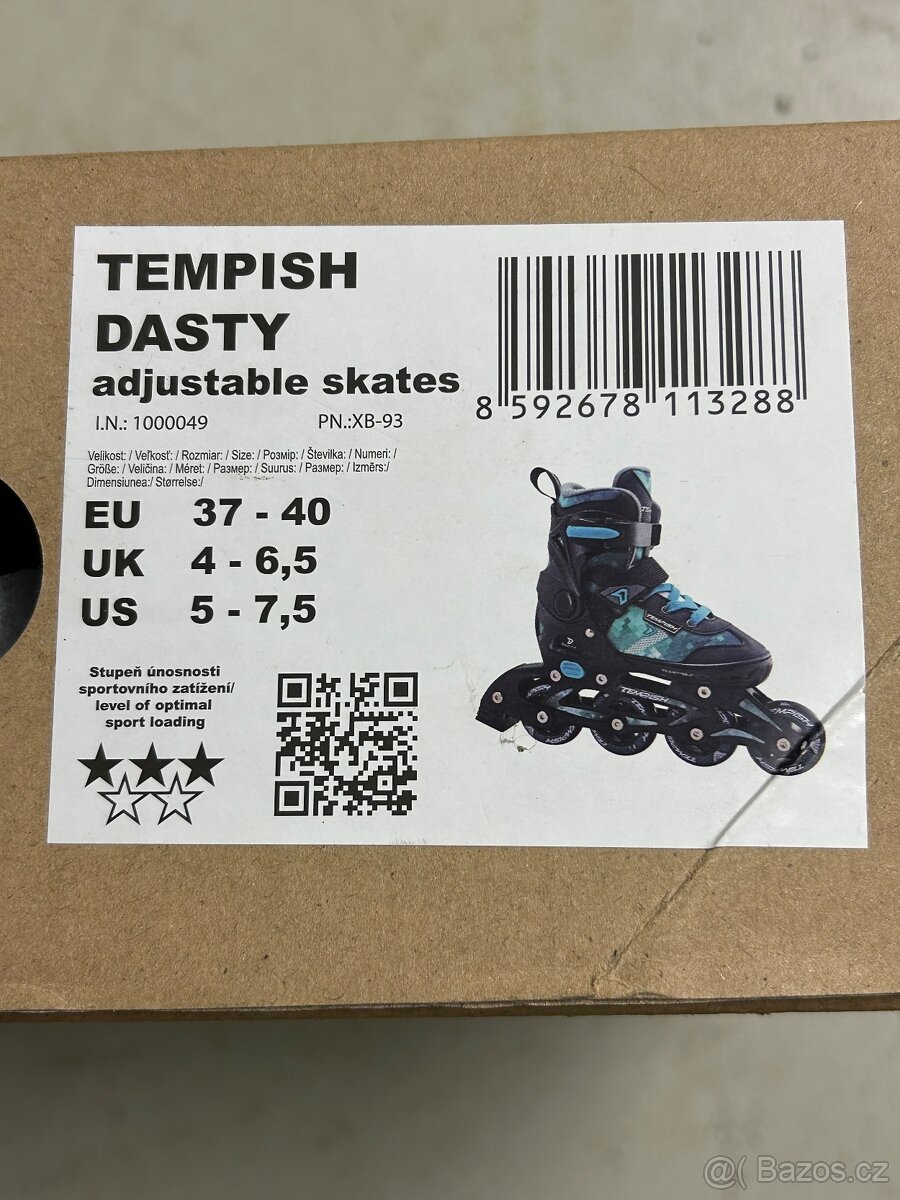 TEMPISH
DASTY
adjustable skates
I.N.: 1000049 PN.:XB-93
8 592678 113288
Velikost: / Veľkosť: / Rozmiar: / Size: / Розмір: / Številka: / Numeri: /
Größe: / Veličina: / Méret: / Размер: / Suurus: / Размер: / Izmērs:/
Dimensiunea:/ Størrelse:/
EU 37 - 40
UK 4 - 6,5
US 5 - 7,5
Stupeň únosnosti
sportovního zatížení/
level of optimal
sport loading
TEMPISH
TEMPISH
@( Bazos.cz